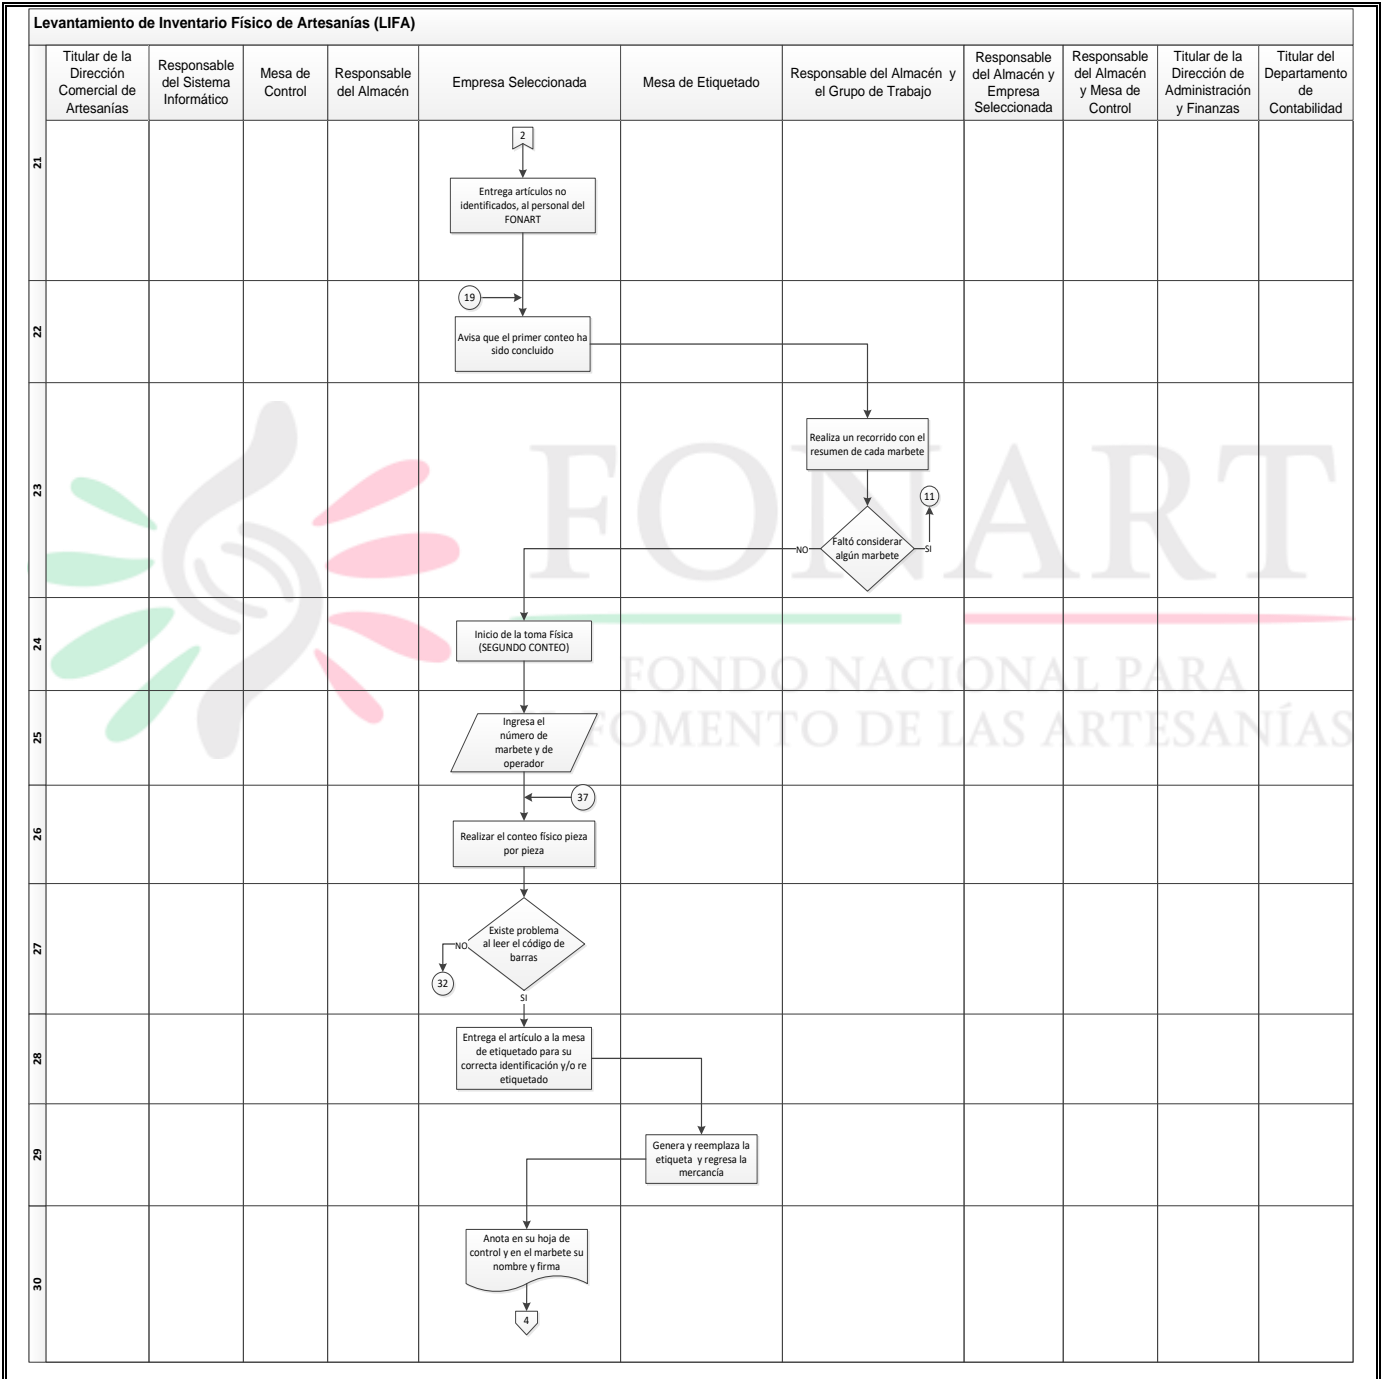 Levantamiento de Inventario Físico de Artesanías (LIFA)
Titular de la
Dirección
Comercial de
Artesanías
Responsable
del Sistema
Informático
Mesa de
Control
Responsable
del Almacén
Empresa Seleccionada
Mesa de Etiquetado
Responsable del Almacén y
el Grupo de Trabajo
Responsable
del Almacén y
Empresa
Seleccionada
Responsable
del Almacén
y Mesa de
Control
Titular de la
Dirección de
Administración
y Finanzas
Titular del
Departamento
de
Contabilidad
21
2
Entrega artículos no
identificados, al personal del
FONART
22
19
Avisa que el primer conteo ha
sido concluido
23
Realiza un recorrido con el
resumen de cada marbete
11
Faltó considerar
algún marbete
NO
SI
FONART
24
Inicio de la toma Física
(SEGUNDO CONTEO)
FONDO NACIONAL PARA
FOMENTO DE LAS ARTESANÍAS
25
Ingresa el
número de
marbete y de
operador
26
37
Realizar el conteo físico pieza
por pieza
27
Existe problema
al leer el código de
barras
NO
32
SI
28
Entrega el artículo a la mesa
de etiquetado para su
correcta identificación y/o re
etiquetado
29
Genera y reemplaza la
etiqueta y regresa la
mercancía
30
Anota en su hoja de
control y en el marbete su
nombre y firma
4